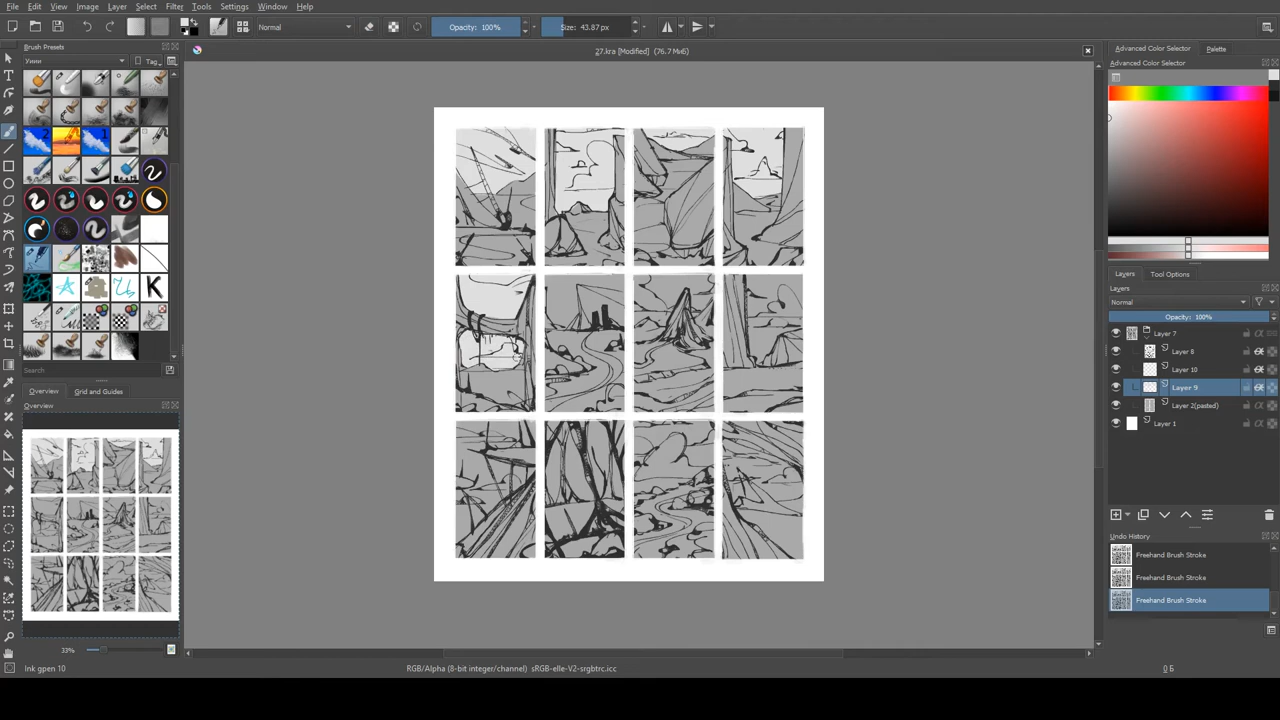 File Edit View Image Layer Select Filter Tools Settings Window Help
Normal
Opacity: 100%
Size: 43.87 px
27.kra [Modified] (76.7 МиБ)
Brush Presets
Tag
Search
Overview
Grid and Guides
Overview
33%
Ink gpen 10
RGB/Alpha (8-bit integer/channel) sRGB-elle-V2-srgbtrc.icc
0 Б
Advanced Color Selector
Palette
Advanced Color Selector
Layers
Tool Options
Layers
Normal
Opacity: 100%
Layer 7
Layer 8
Layer 10
Layer 9
Layer 2(pasted)
Layer 1
Undo History
Freehand Brush Stroke
Freehand Brush Stroke
Freehand Brush Stroke